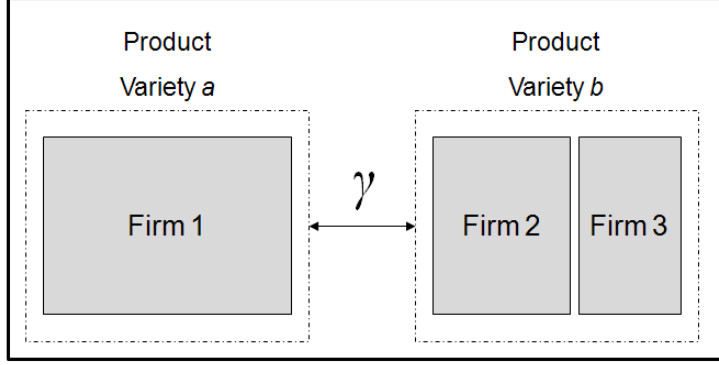 Product
Variety a
Product
Variety b
Firm 1
γ
Firm 2
Firm 3